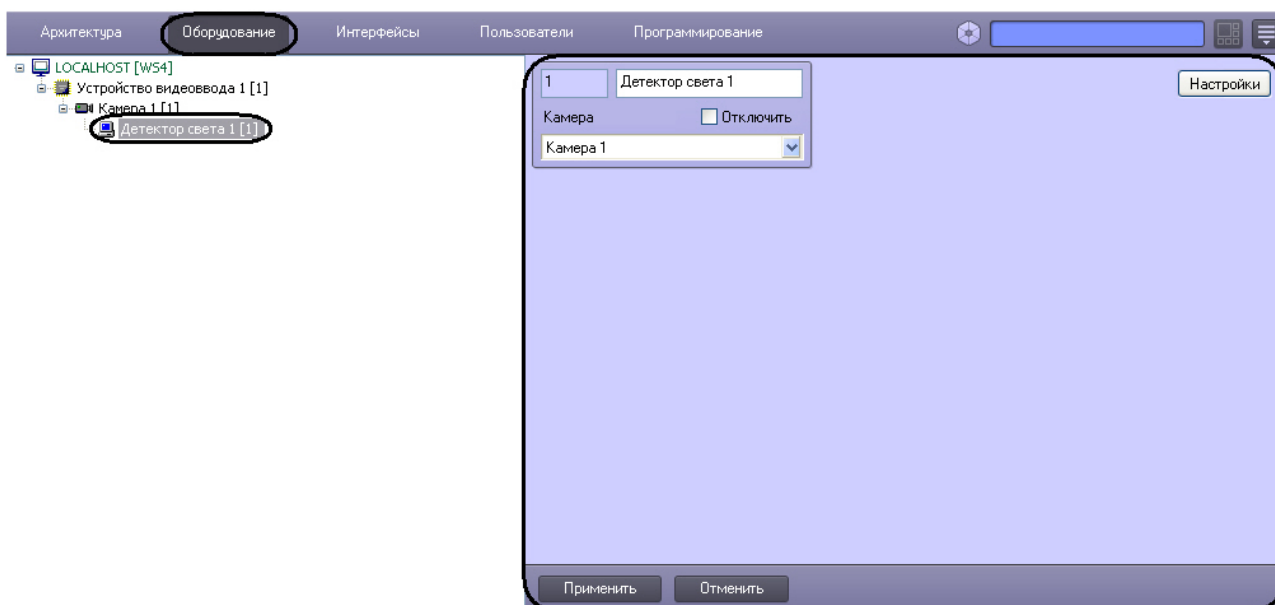 Архитектура Оборудование Интерфейсы Пользователи Программирование
LOCALHOST [WS4]
Устройство видеоввода 1 [1]
Камера 1 [1]
Детектор света 1 [1]
1 Детектор света 1
Настройки
Камера Отключить
Камера 1
Применить Отменить